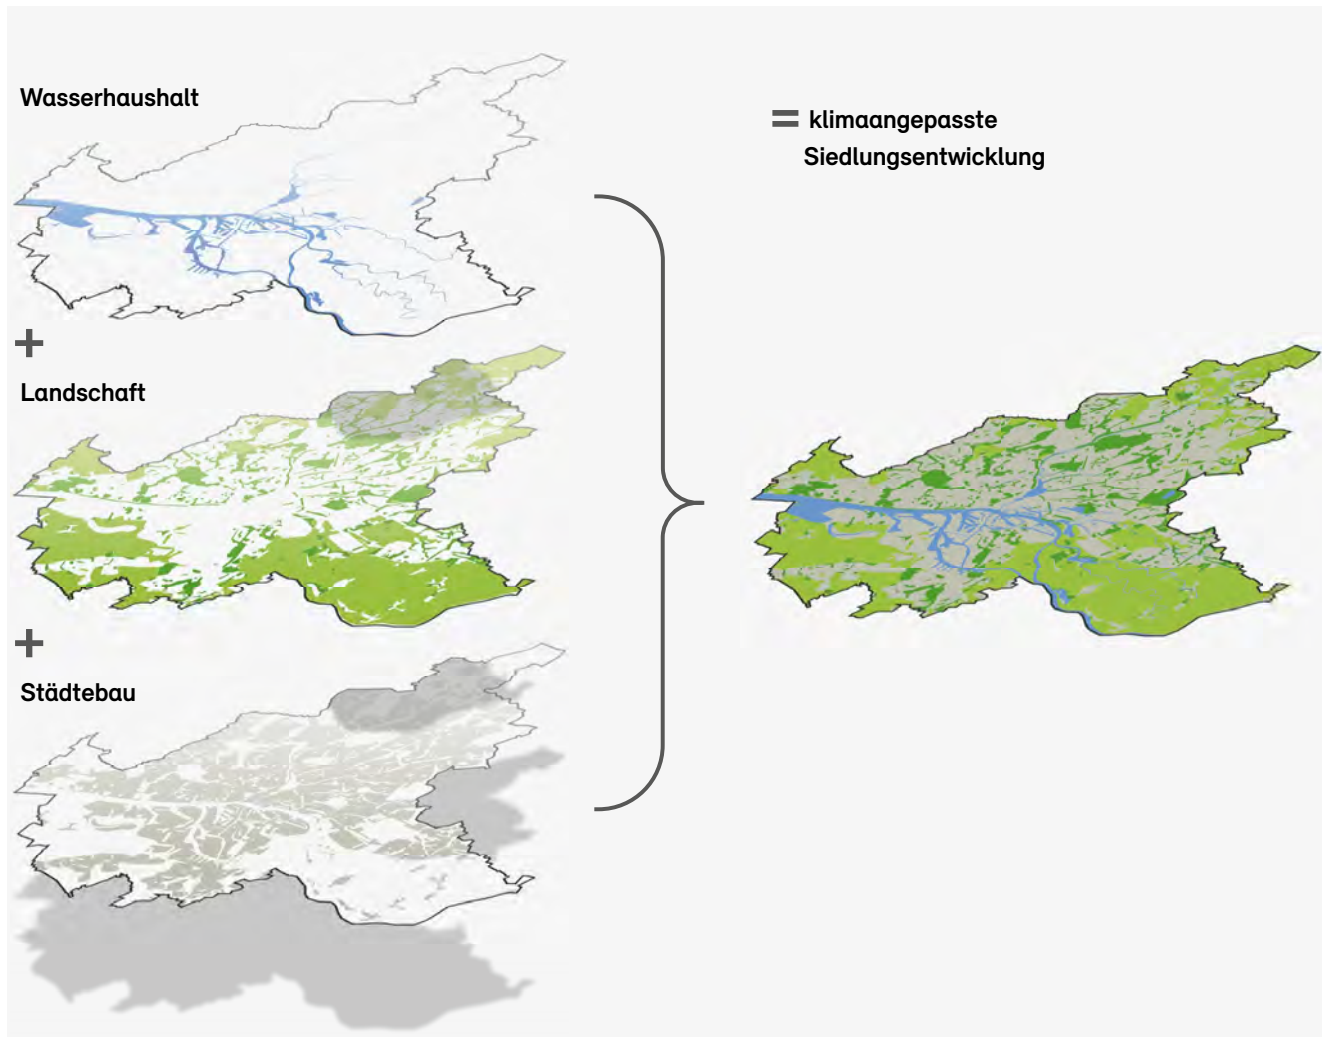 Wasserhaushalt
+
Landschaft
+
Städtebau
= klimaangepasste
Siedlungsentwicklung